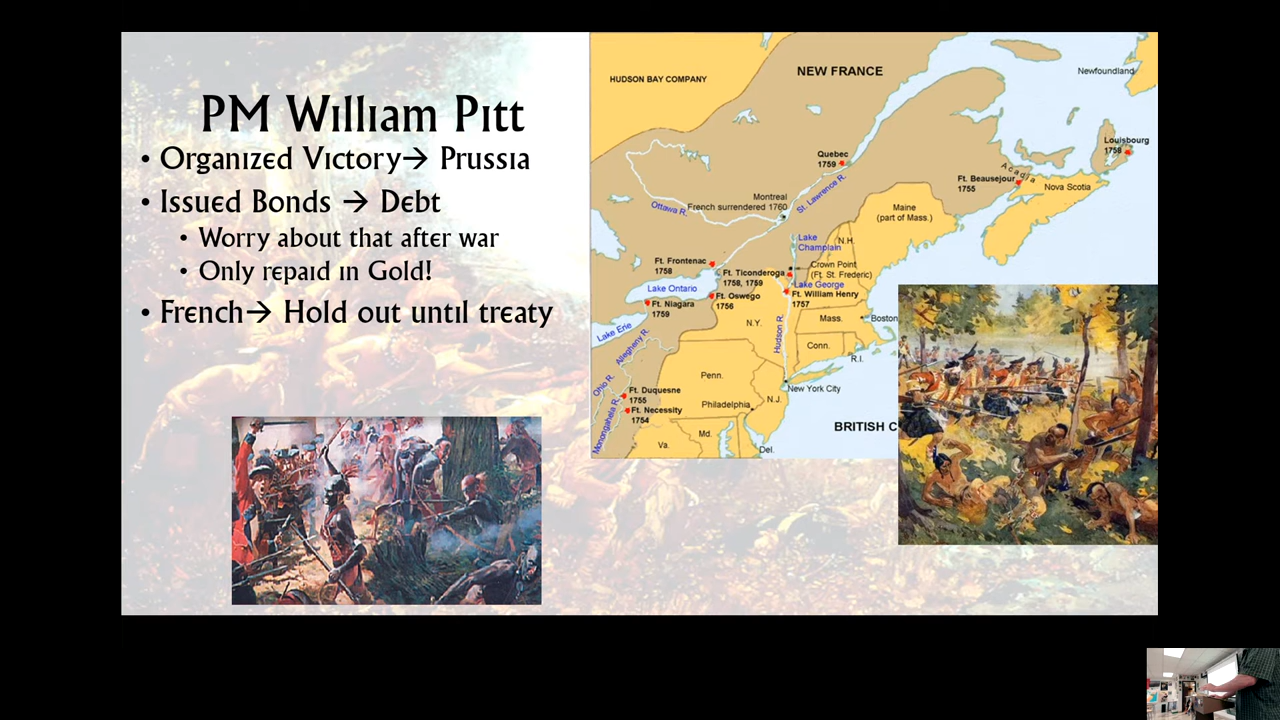 PM William Pitt
• Organized Victory→ Prussia
• Issued Bonds → Debt
• Worry about that after war
• Only repaid in Gold!
• French→ Hold out until treaty
HUDSON BAY COMPANY
NEW FRANCE
Newfoundland
Louisbourg
1758
Quebec
1759
Acadia
Ft. Beausejour
1755
Nova Scotia
Montreal
French surrendered 1760
St. Lawrence R.
Ottawa R.
Maine
(part of Mass.)
Lake
Champlain
N.H.
Ft. Frontenac
1758
Crown Point
(Ft. St. Frederic)
Ft. Ticonderoga
1758, 1759
Lake George
Lake Ontario
Ft. Oswego
1756
Ft. William Henry
1757
Ft. Niagara
1759
N.Y.
Mass.
Boston
Lake Erie
Hudson R.
Conn.
R.I.
Allegheny R.
Penn.
New York City
Ohio R.
Ft. Duquesne
1755
N.J.
Philadelphia
Ft. Necessity
1754
Monongahela R.
BRITISH C
Md.
Va.
Del.